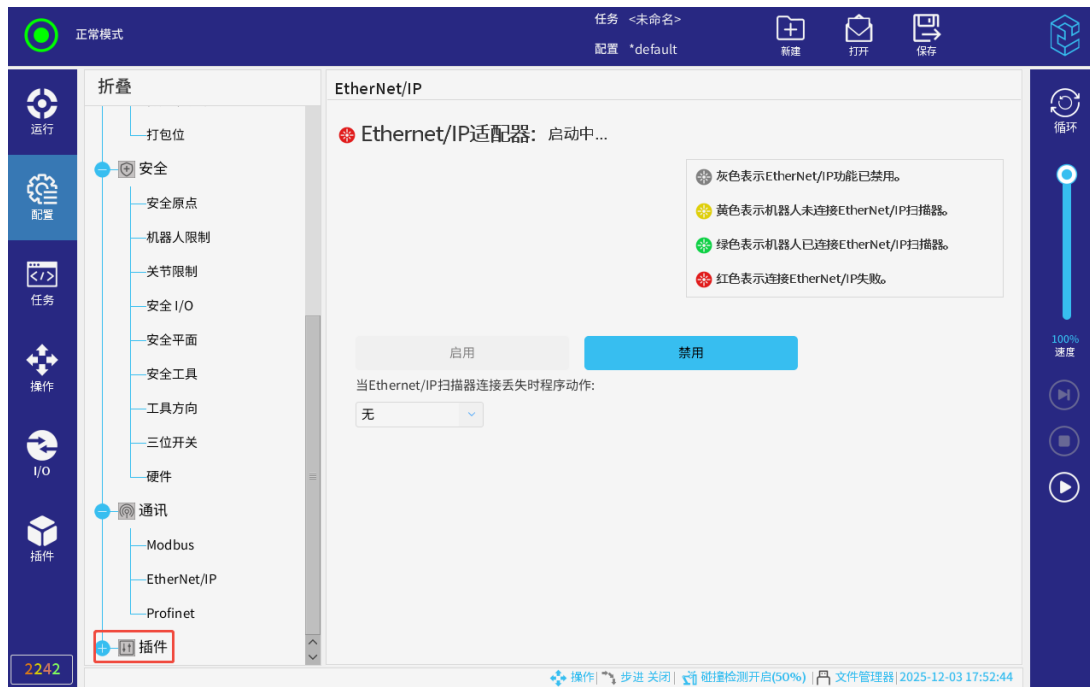 正常模式
任务 <未命名>
配置 *default
新建
打开
保存
运行
配置
任务
操作
I/O
插件
2242
折叠
打包位
安全
安全原点
机器人限制
关节限制
安全 I/O
安全平面
安全工具
工具方向
三位开关
硬件
通讯
Modbus
EtherNet/IP
Profinet
插件
EtherNet/IP
Ethernet/IP适配器: 启动中...
灰色表示EtherNet/IP功能已禁用。
黄色表示机器人未连接EtherNet/IP扫描器。
绿色表示机器人已连接EtherNet/IP扫描器。
红色表示连接EtherNet/IP失败。
启用
禁用
当Ethernet/IP扫描器连接丢失时程序动作:
无
循环
100%
速度
操作| 步进 关闭| 碰撞检测开启(50%) | 文件管理器| 2025-12-03 17:52:44